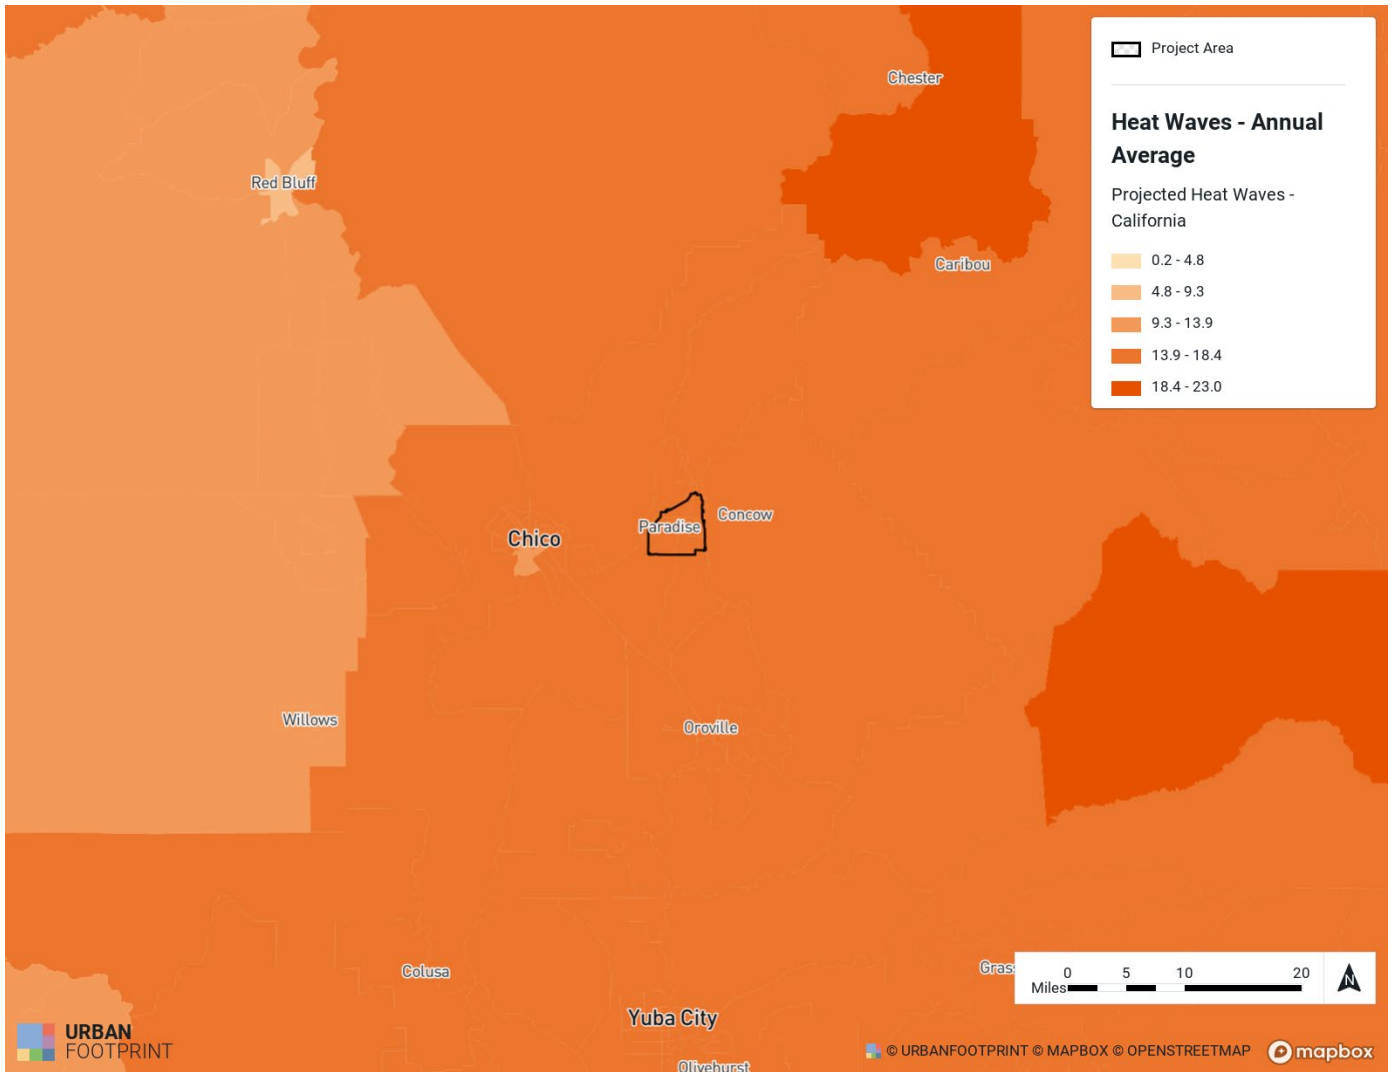 Project Area
Heat Waves - Annual
Average
Projected Heat Waves -
California
0.2 - 4.8
4.8 - 9.3
9.3 - 13.9
13.9 - 18.4
18.4 - 23.0
Chester
Red Bluff
Caribou
Concow
Paradise
Chico
Willows
Oroville
Colusa
Grass
Yuba City
Olivehurst
0 5 10 20
Miles
N
URBAN
FOOTPRINT
© URBANFOOTPRINT © MAPBOX © OPENSTREETMAP
mapbox